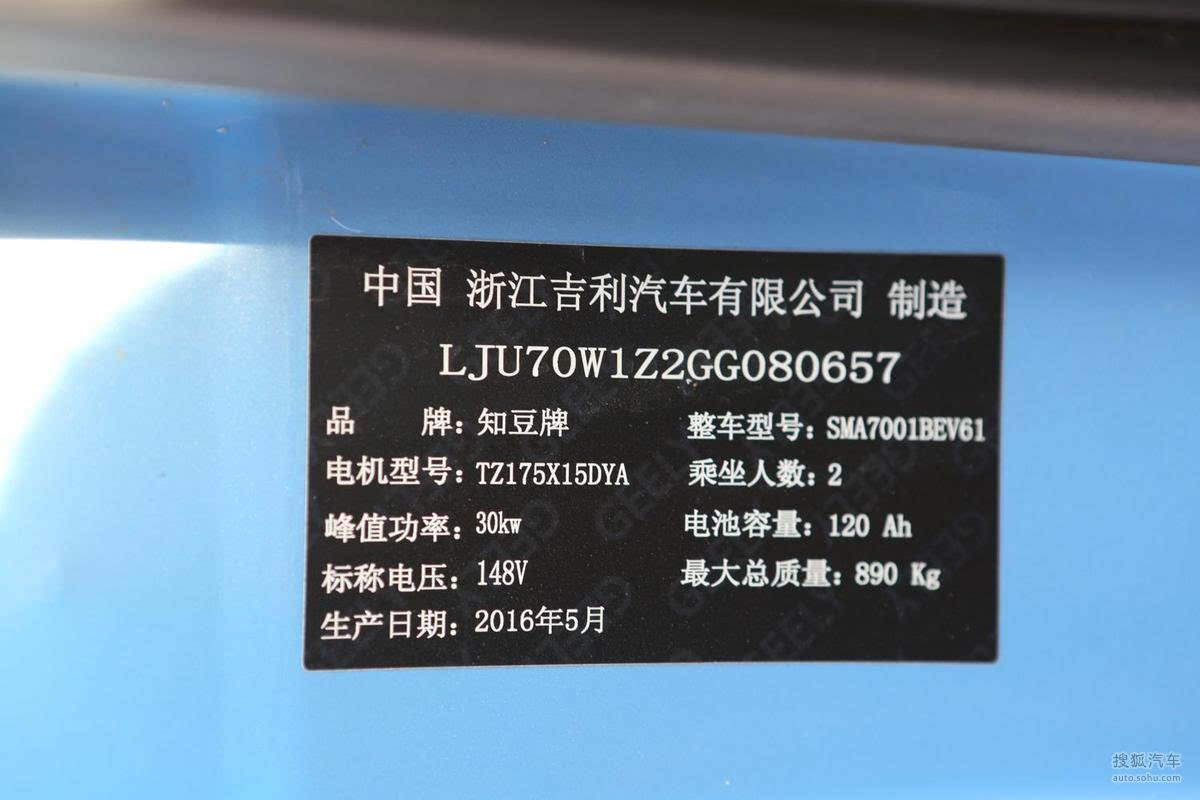 中国 浙江吉利汽车有限公司 制造
LJU70W1Z2GG080657
品 牌：知豆牌 整车型号：SMA7001BEV61
电机型号：TZ175X15DYA 乘坐人数：2
峰值功率：30kw 电池容量：120 Ah
标称电压：148V 最大总质量：890 Kg
生产日期：2016年5月
搜狐汽车
auto.sohu.com